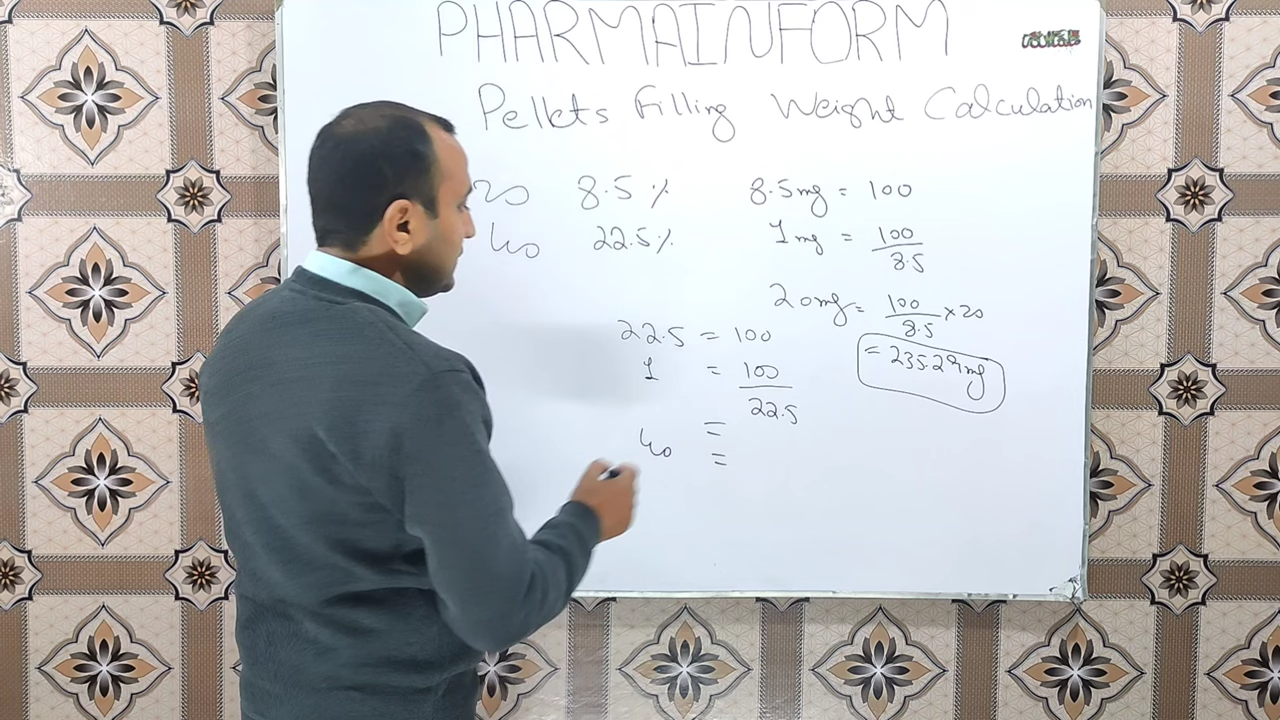 PHARMAINFORM
Pellets Filling Weight Calculation
20 8.5 %
40 22.5 %
8.5mg = 100
1mg = 100
8.5
20mg = 100 × 20
8.5
= 235.29mg
22.5 = 100
1 = 100
22.5
40 =
=